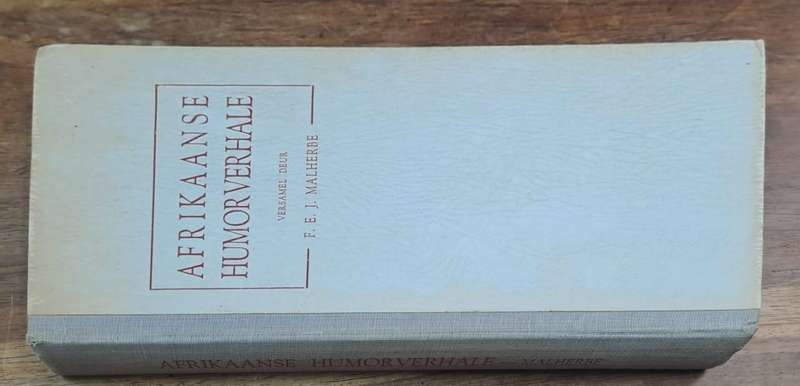 AFRIKAANSE
HUMORVERHALE
VERSAMEL DEUR
F. E. J. MALHERBE
AFRIKAANSE HUMORVERHALE MALHERBE